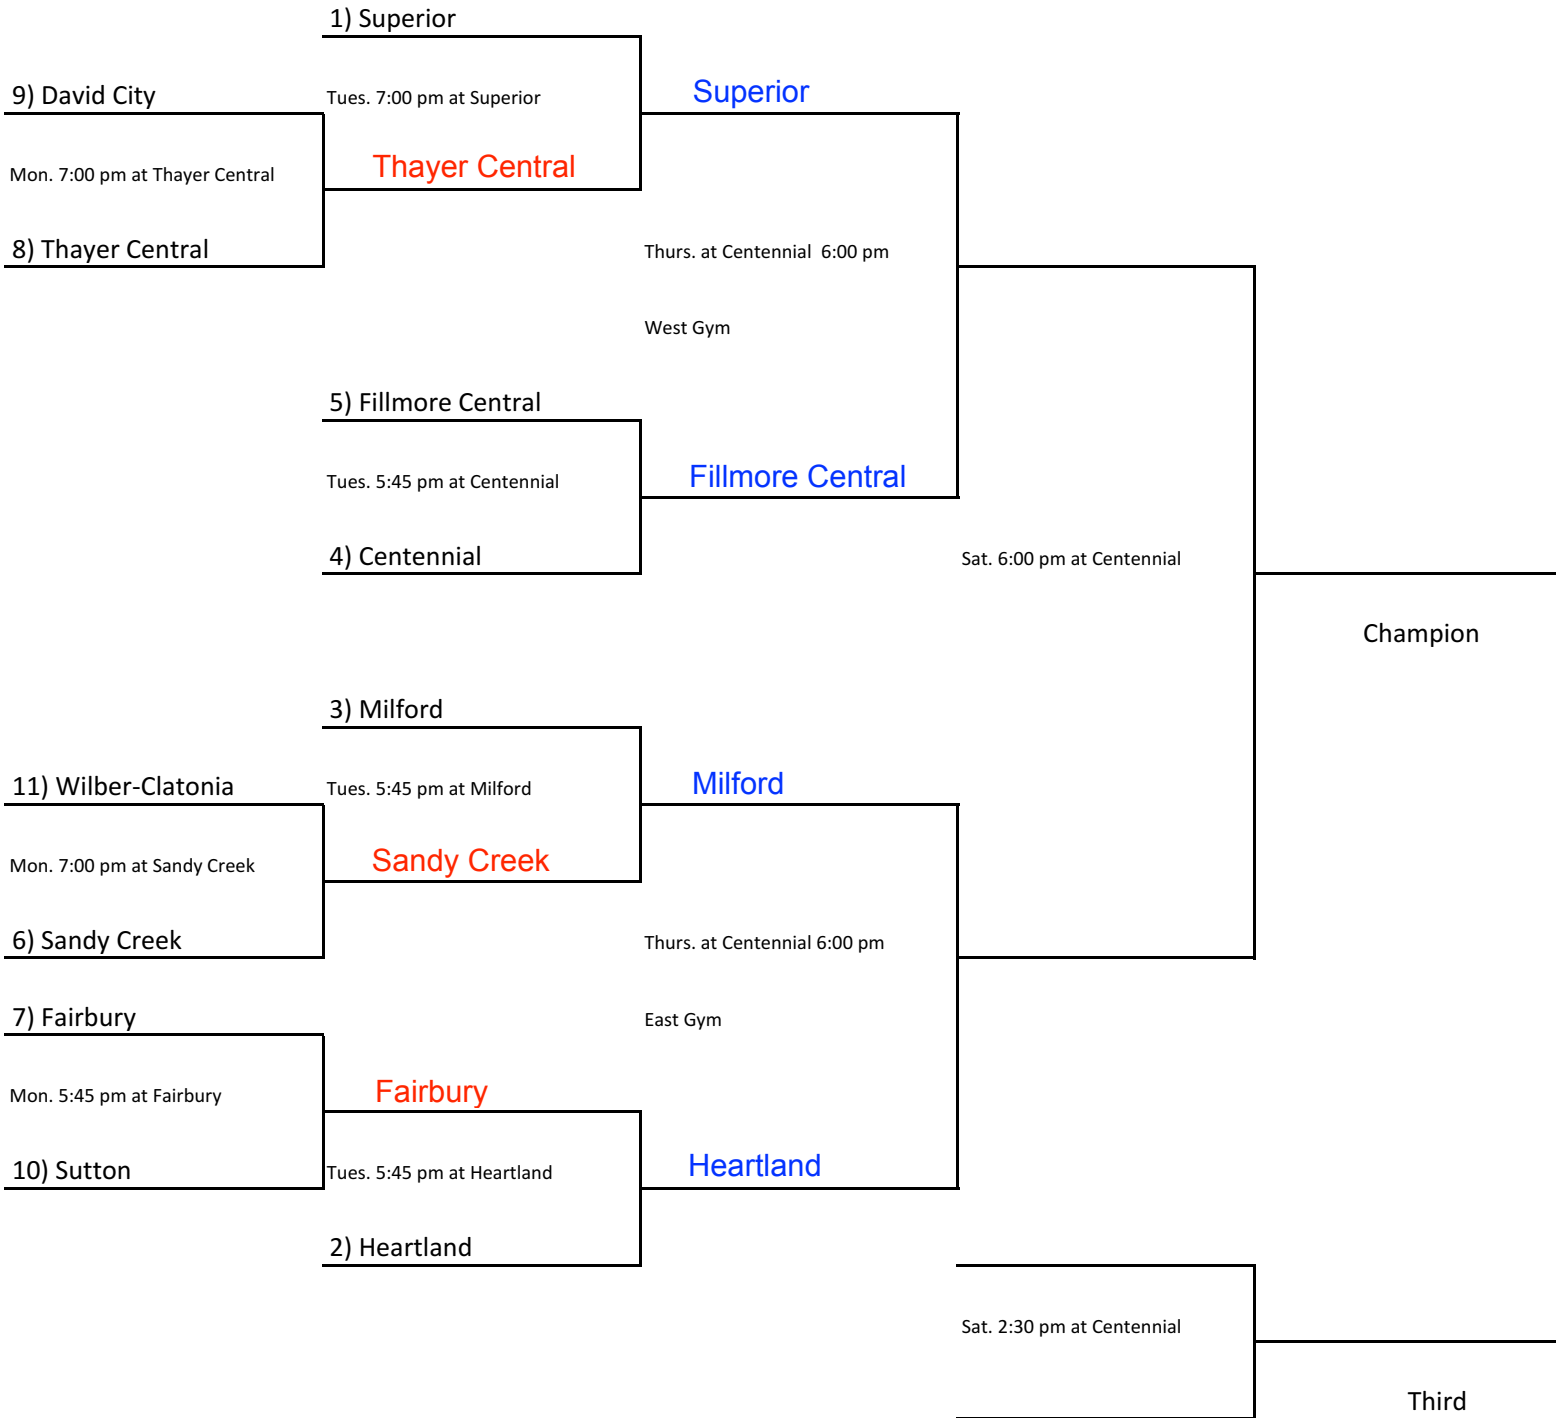 1) Superior
9) David City
Tues. 7:00 pm at Superior
Superior
Mon. 7:00 pm at Thayer Central
Thayer Central
8) Thayer Central
Thurs. at Centennial  6:00 pm
West Gym
5) Fillmore Central
Tues. 5:45 pm at Centennial
Fillmore Central
4) Centennial
Sat. 6:00 pm at Centennial
Champion
3) Milford
11) Wilber-Clatonia
Tues. 5:45 pm at Milford
Milford
Mon. 7:00 pm at Sandy Creek
Sandy Creek
6) Sandy Creek
Thurs. at Centennial 6:00 pm
7) Fairbury
East Gym
Mon. 5:45 pm at Fairbury
Fairbury
10) Sutton
Tues. 5:45 pm at Heartland
Heartland
2) Heartland
Sat. 2:30 pm at Centennial
Third